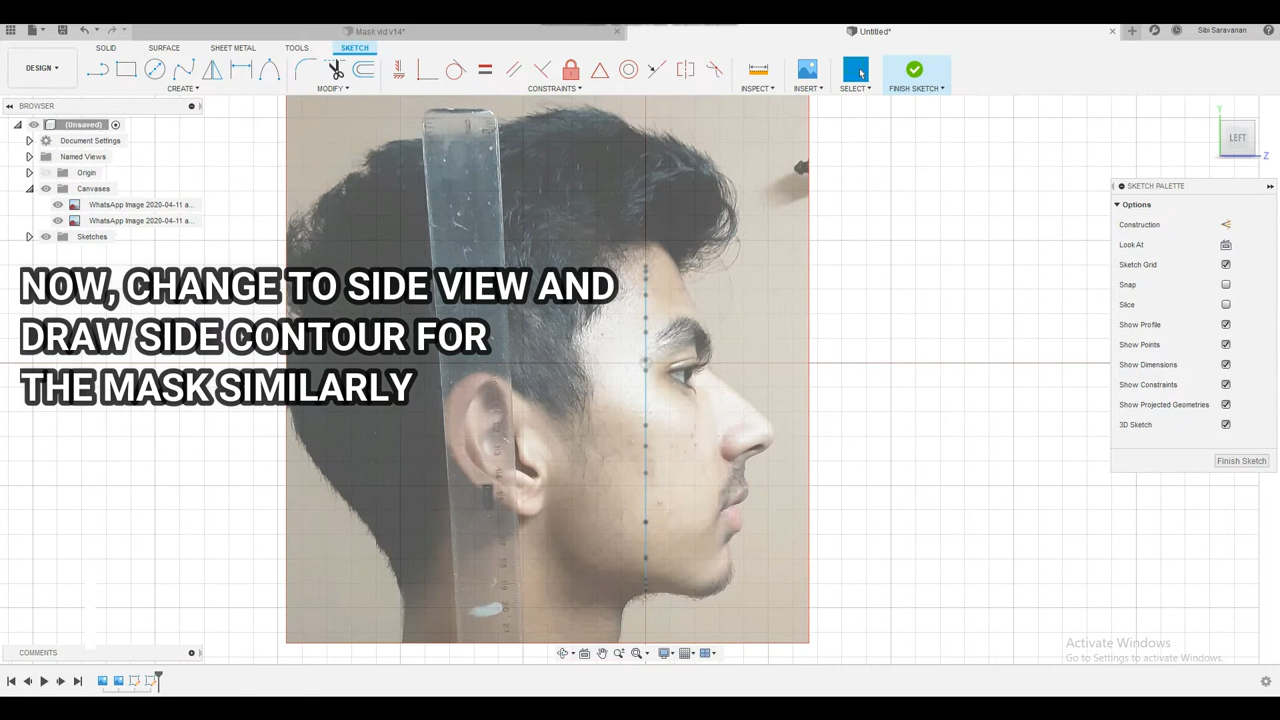 Mask vid v14*
Untitled*
Sibi Saravanan
SOLID
SURFACE
SHEET METAL
TOOLS
SKETCH
DESIGN
CREATE
MODIFY
CONSTRAINTS
INSPECT
INSERT
SELECT
FINISH SKETCH
BROWSER
(Unsaved)
Document Settings
Named Views
Origin
Canvases
WhatsApp Image 2020-04-11 a...
WhatsApp Image 2020-04-11 a...
Sketches
NOW, CHANGE TO SIDE VIEW AND
DRAW SIDE CONTOUR FOR
THE MASK SIMILARLY
Y
LEFT
Z
SKETCH PALETTE
Options
Construction
Look At
Sketch Grid
Snap
Slice
Show Profile
Show Points
Show Dimensions
Show Constraints
Show Projected Geometries
3D Sketch
Finish Sketch
Activate Windows
Go to Settings to activate Windows.
COMMENTS